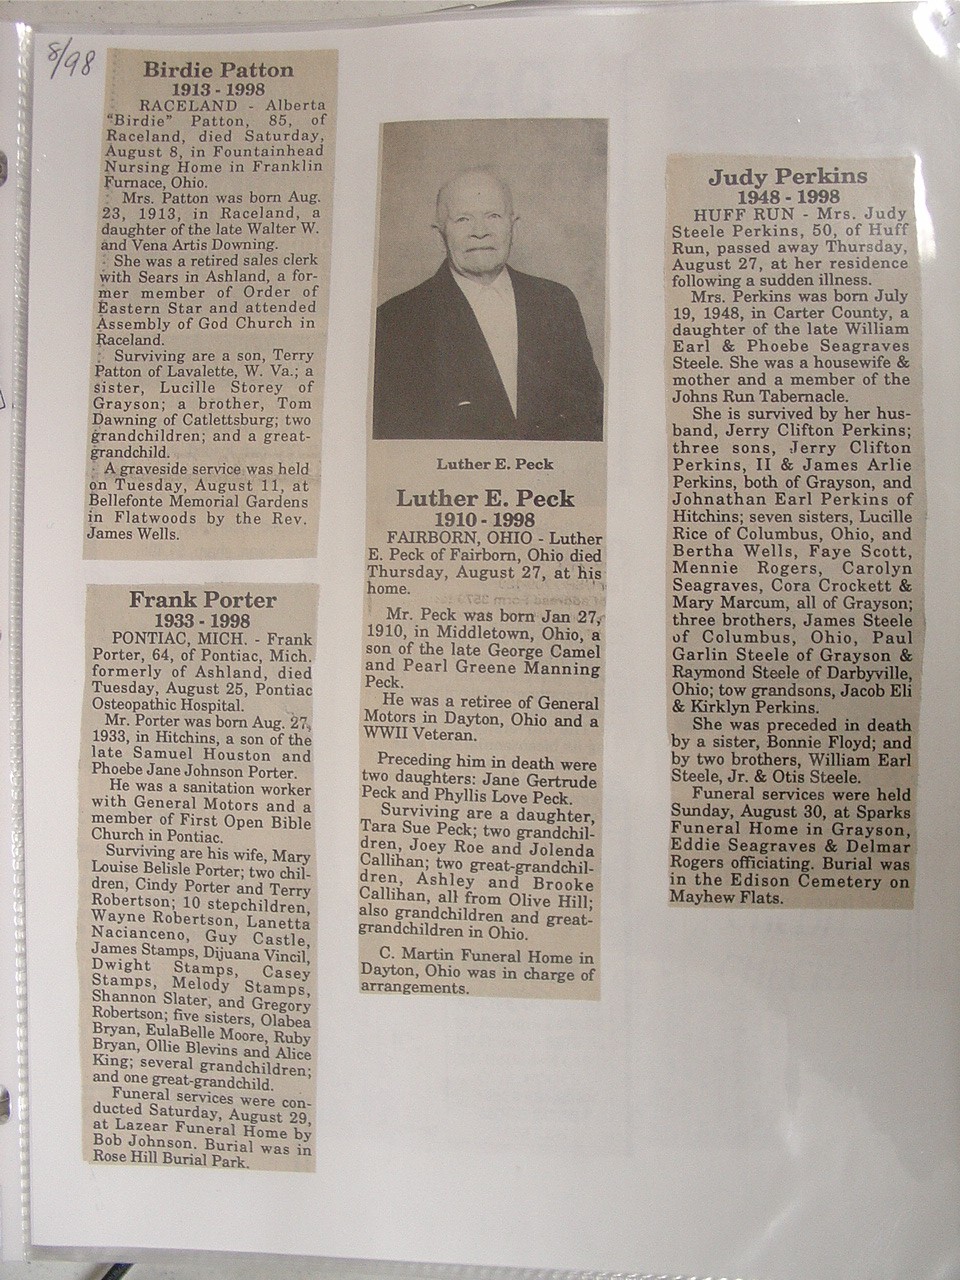 8/98
Birdie Patton
1913 - 1998
RACELAND - Alberta
"Birdie" Patton, 85, of
Raceland, died Saturday,
August 8, in Fountainhead
Nursing Home in Franklin
Furnace, Ohio.
Mrs. Patton was born Aug.
23, 1913, in Raceland, a
daughter of the late Walter W.
and Vena Artis Downing.
She was a retired sales clerk
with Sears in Ashland, a for-
mer member of Order of
Eastern Star and attended
Assembly of God Church in
Raceland.
Surviving are a son, Terry
Patton of Lavalette, W. Va.; a
sister, Lucille Storey of
Grayson; a brother, Tom
Dawning of Catlettsburg; two
grandchildren; and a great-
grandchild.
A graveside service was held
on Tuesday, August 11, at
Bellefonte Memorial Gardens
in Flatwoods by the Rev.
James Wells.
Frank Porter
1933 - 1998
PONTIAC, MICH. - Frank
Porter, 64, of Pontiac, Mich.
formerly of Ashland, died
Tuesday, August 25, Pontiac
Osteopathic Hospital.
Mr. Porter was born Aug. 27,
1933, in Hitchins, a son of the
late Samuel Houston and
Phoebe Jane Johnson Porter.
He was a sanitation worker
with General Motors and a
member of First Open Bible
Church in Pontiac.
Surviving are his wife, Mary
Louise Belisle Porter; two chil-
dren, Cindy Porter and Terry
Robertson; 10 stepchildren,
Wayne Robertson, Lanetta
Nacianceno, Guy Castle,
James Stamps, Dijuana Vincil,
Dwight Stamps, Casey
Stamps, Melody Stamps,
Shannon Slater, and Gregory
Robertson; five sisters, Olabea
Bryan, EulaBelle Moore, Ruby
Bryan, Ollie Blevins and Alice
King; several grandchildren;
and one great-grandchild.
Funeral services were con-
ducted Saturday, August 29,
at Lazear Funeral Home by
Bob Johnson. Burial was in
Rose Hill Burial Park.
Luther E. Peck
Luther E. Peck
1910 - 1998
FAIRBORN, OHIO - Luther
E. Peck of Fairborn, Ohio died
Thursday, August 27, at his
home.
Mr. Peck was born Jan 27,
1910, in Middletown, Ohio, a
son of the late George Camel
and Pearl Greene Manning
Peck.
He was a retiree of General
Motors in Dayton, Ohio and a
WWII Veteran.
Preceding him in death were
two daughters: Jane Gertrude
Peck and Phyllis Love Peck.
Surviving are a daughter,
Tara Sue Peck; two grandchil-
dren, Joey Roe and Jolenda
Callihan; two great-grandchil-
dren, Ashley and Brooke
Callihan, all from Olive Hill;
also grandchildren and great-
grandchildren in Ohio.
C. Martin Funeral Home in
Dayton, Ohio was in charge of
arrangements.
Judy Perkins
1948 - 1998
HUFF RUN - Mrs. Judy
Steele Perkins, 50, of Huff
Run, passed away Thursday,
August 27, at her residence
following a sudden illness.
Mrs. Perkins was born July
19, 1948, in Carter County, a
daughter of the late William
Earl & Phoebe Seagraves
Steele. She was a housewife &
mother and a member of the
Johns Run Tabernacle.
She is survived by her hus-
band, Jerry Clifton Perkins;
three sons, Jerry Clifton
Perkins, II & James Arlie
Perkins, both of Grayson, and
Johnathan Earl Perkins of
Hitchins; seven sisters, Lucille
Rice of Columbus, Ohio, and
Bertha Wells, Faye Scott,
Mennie Rogers, Carolyn
Seagraves, Cora Crockett &
Mary Marcum, all of Grayson;
three brothers, James Steele
of Columbus, Ohio, Paul
Garlin Steele of Grayson &
Raymond Steele of Darbyville,
Ohio; tow grandsons, Jacob Eli
& Kirklyn Perkins.
She was preceded in death
by a sister, Bonnie Floyd; and
by two brothers, William Earl
Steele, Jr. & Otis Steele.
Funeral services were held
Sunday, August 30, at Sparks
Funeral Home in Grayson,
Eddie Seagraves & Delmar
Rogers officiating. Burial was
in the Edison Cemetery on
Mayhew Flats.